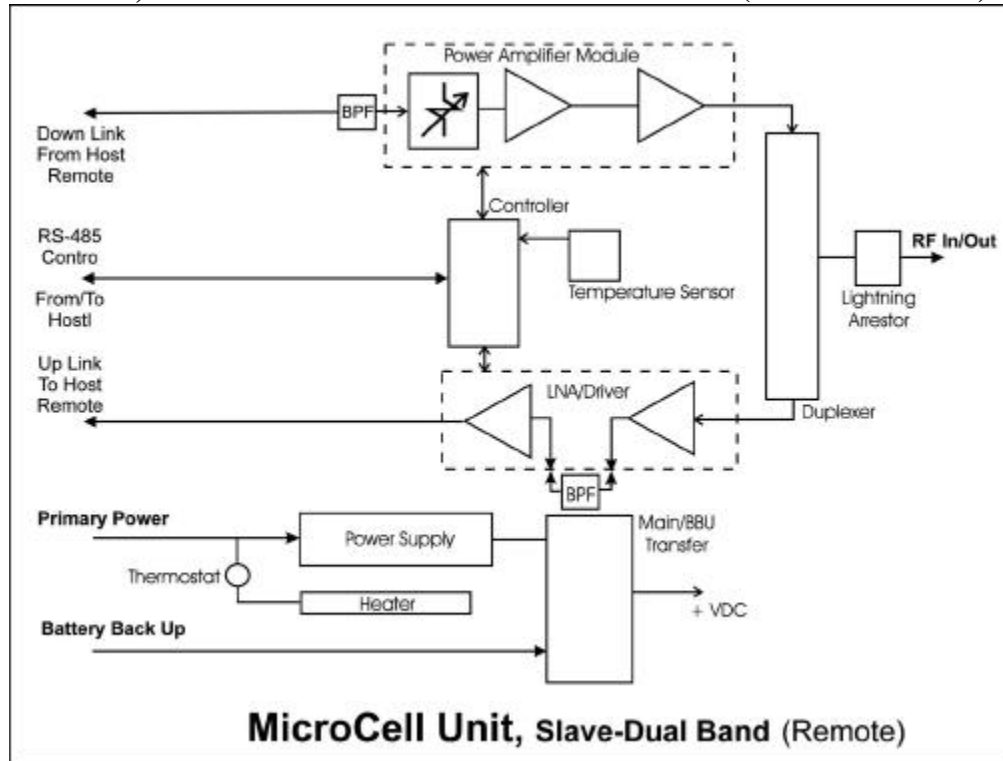 Power Amplifier Module
BPF
Down Link
From Host
Remote
Controller
RS-485
Contro
From/To
Hostl
Temperature Sensor
RF In/Out
Lightning
Arrestor
Up Link
To Host
Remote
LNA/Driver
Duplexer
BPF
Primary Power
Power Supply
Main/BBU
Transfer
Thermostat
Heater
+ VDC
Battery Back Up
MicroCell Unit, Slave-Dual Band (Remote)